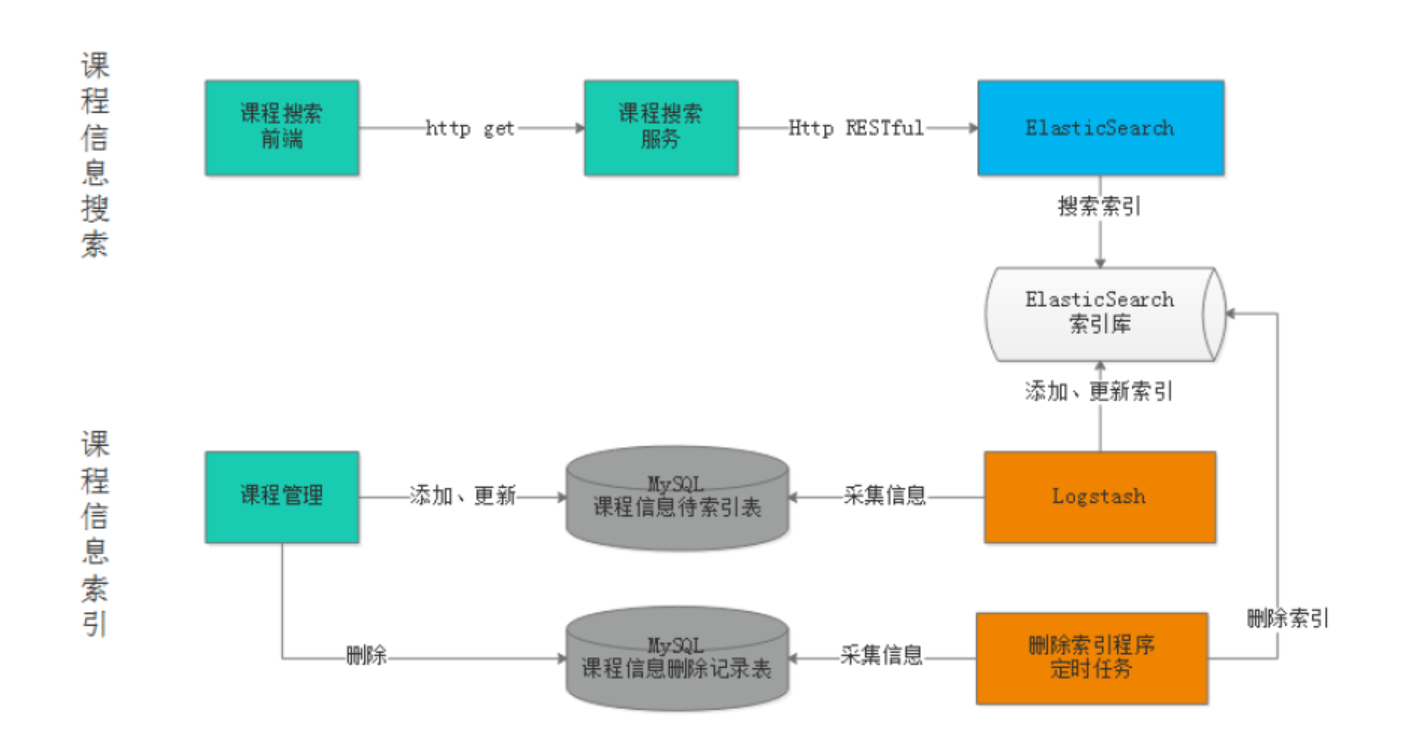 课程信息搜索
课程搜索
前端
http get
课程搜索
服务
Http RESTful
ElasticSearch
搜索索引
ElasticSearch
索引库
添加、更新索引
课程信息索引
课程管理
添加、更新
MySQL
课程信息待索引表
采集信息
Logstash
删除
MySQL
课程信息删除记录表
采集信息
删除索引程序
定时任务
删除索引